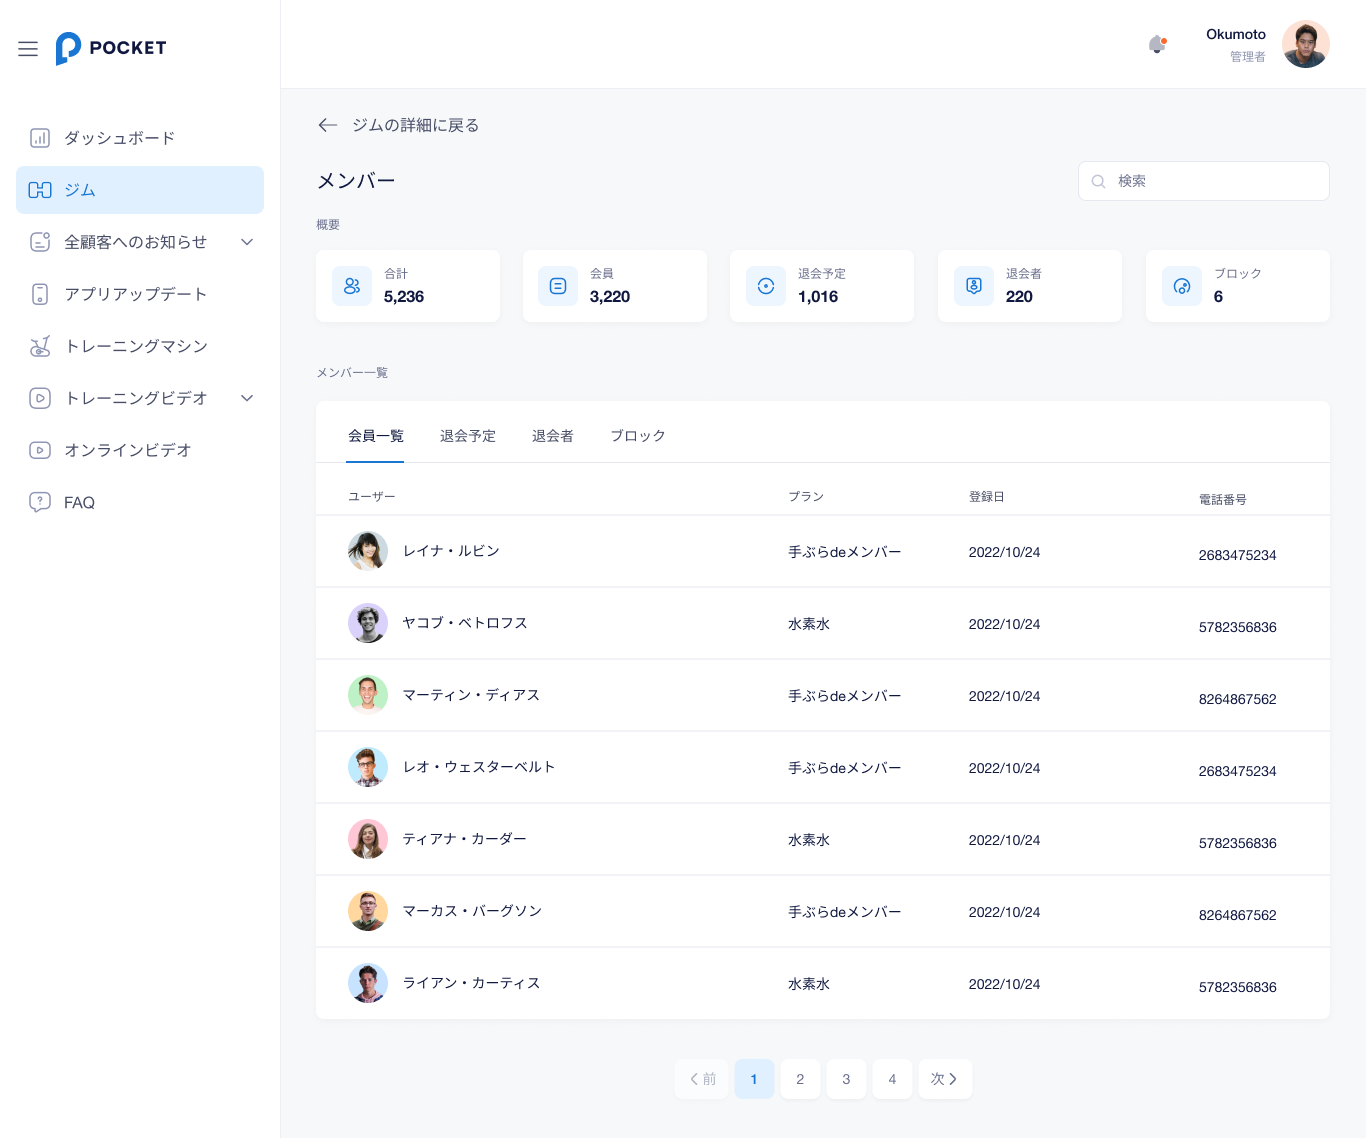 POCKET
Okumoto
管理者
ダッシュボード
ジム
全顧客へのお知らせ
アプリアップデート
トレーニングマシン
トレーニングビデオ
オンラインビデオ
FAQ
ジムの詳細に戻る
メンバー
検索
概要
合計
5,236
会員
3,220
退会予定
1,016
退会者
220
ブロック
6
メンバー一覧
会員一覧 退会予定 退会者 ブロック
ユーザー プラン 登録日 電話番号
レイナ・ルビン 手ぶらdeメンバー 2022/10/24 2683475234
ヤコブ・ベトロフス 水素水 2022/10/24 5782356836
マーティン・ディアス 手ぶらdeメンバー 2022/10/24 8264867562
レオ・ウェスターベルト 手ぶらdeメンバー 2022/10/24 2683475234
ティアナ・カーダー 水素水 2022/10/24 5782356836
マーカス・バーグソン 手ぶらdeメンバー 2022/10/24 8264867562
ライアン・カーティス 水素水 2022/10/24 5782356836
前 1 2 3 4 次